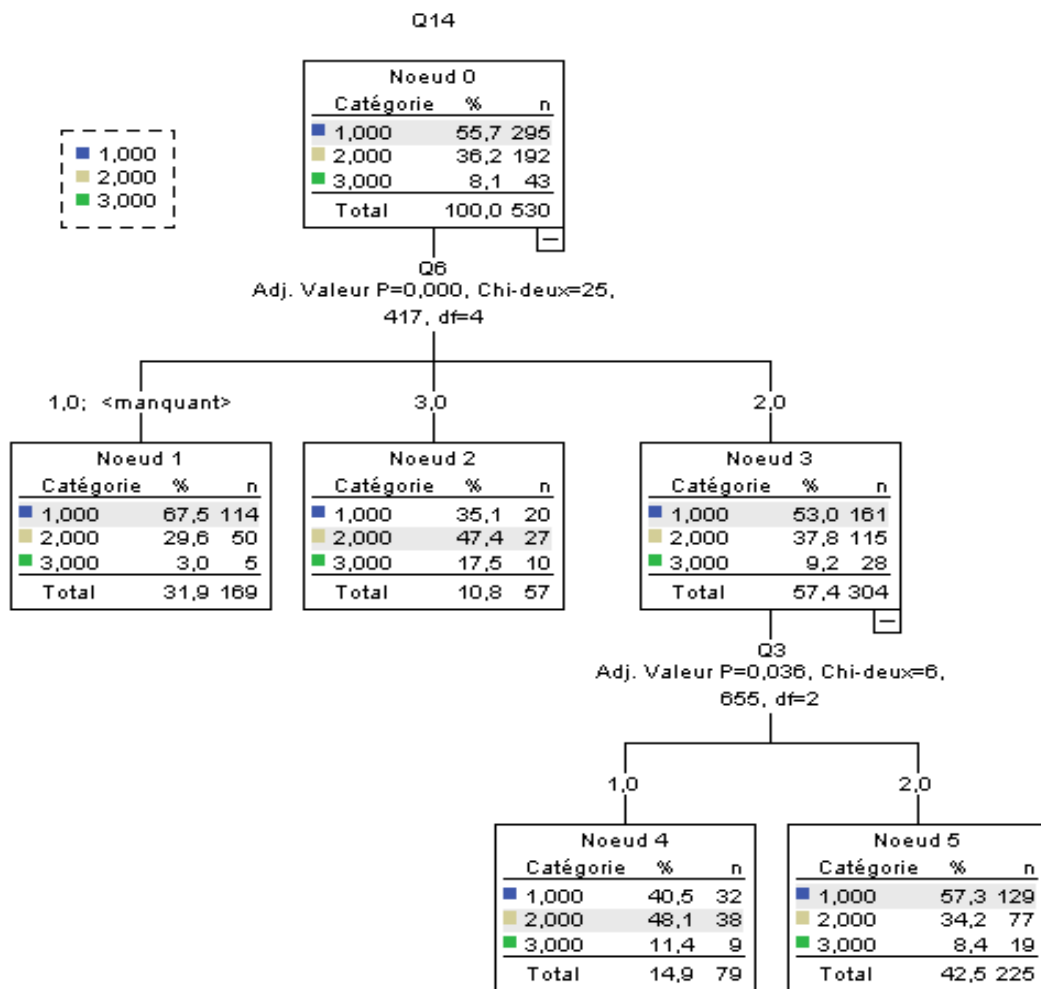 Q14
Noeud 0
Catégorie % n
1,000 55,7 295
2,000 36,2 192
3,000 8,1 43
Total 100,0 530
1,000
2,000
3,000
Q6
Adj. Valeur P=0,000, Chi-deux=25,
417, df=4
1,0; <manquant>
3,0
2,0
Noeud 1
Catégorie % n
1,000 67,5 114
2,000 29,6 50
3,000 3,0 5
Total 31,9 169
Noeud 2
Catégorie % n
1,000 35,1 20
2,000 47,4 27
3,000 17,5 10
Total 10,8 57
Noeud 3
Catégorie % n
1,000 53,0 161
2,000 37,8 115
3,000 9,2 28
Total 57,4 304
Q3
Adj. Valeur P=0,036, Chi-deux=6,
655, df=2
1,0
2,0
Noeud 4
Catégorie % n
1,000 40,5 32
2,000 48,1 38
3,000 11,4 9
Total 14,9 79
Noeud 5
Catégorie % n
1,000 57,3 129
2,000 34,2 77
3,000 8,4 19
Total 42,5 225